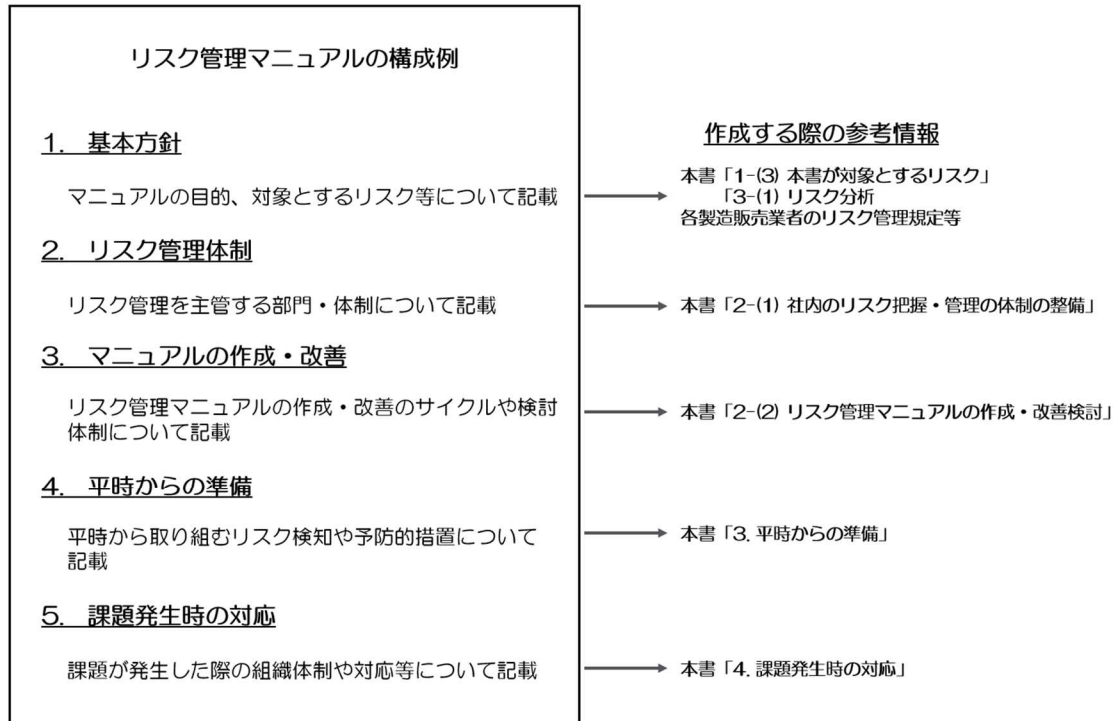 リスク管理マニュアルの構成例
1. 基本方針
マニュアルの目的、対象とするリスク等について記載
2. リスク管理体制
リスク管理を主管する部門・体制について記載
3. マニュアルの作成・改善
リスク管理マニュアルの作成・改善のサイクルや検討
体制について記載
4. 平時からの準備
平時から取り組むリスク検知や予防的措置について
記載
5. 課題発生時の対応
課題が発生した際の組織体制や対応等について記載
作成する際の参考情報
本書「1-(3) 本書が対象とするリスク」
「3-(1) リスク分析
各製造販売業者のリスク管理規定等
本書「2-(1) 社内のリスク把握・管理の体制の整備」
本書「2-(2) リスク管理マニュアルの作成・改善検討」
本書「3. 平時からの準備」
本書「4. 課題発生時の対応」